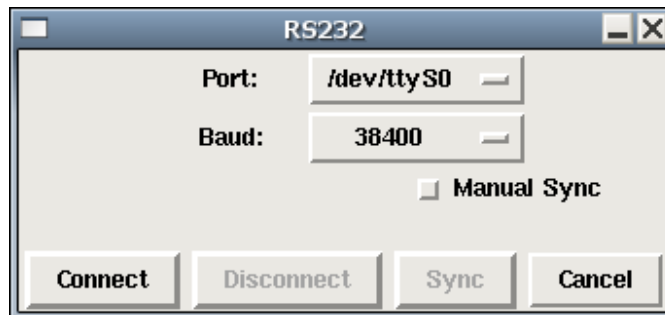 RS232
Port: /dev/ttyS0
Baud: 38400
Manual Sync
Connect Disconnect Sync Cancel